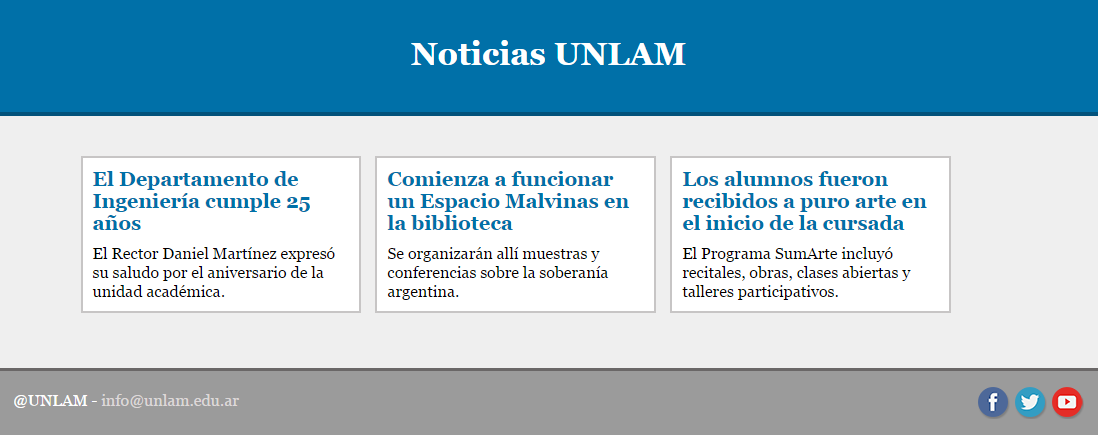 Noticias UNLAM
El Departamento de
Ingeniería cumple 25
años
El Rector Daniel Martínez expresó
su saludo por el aniversario de la
unidad académica.
Comienza a funcionar
un Espacio Malvinas en
la biblioteca
Se organizarán allí muestras y
conferencias sobre la soberanía
argentina.
Los alumnos fueron
recibidos a puro arte en
el inicio de la cursada
El Programa SumArte incluyó
recitales, obras, clases abiertas y
talleres participativos.
@UNLAM - info@unlam.edu.ar